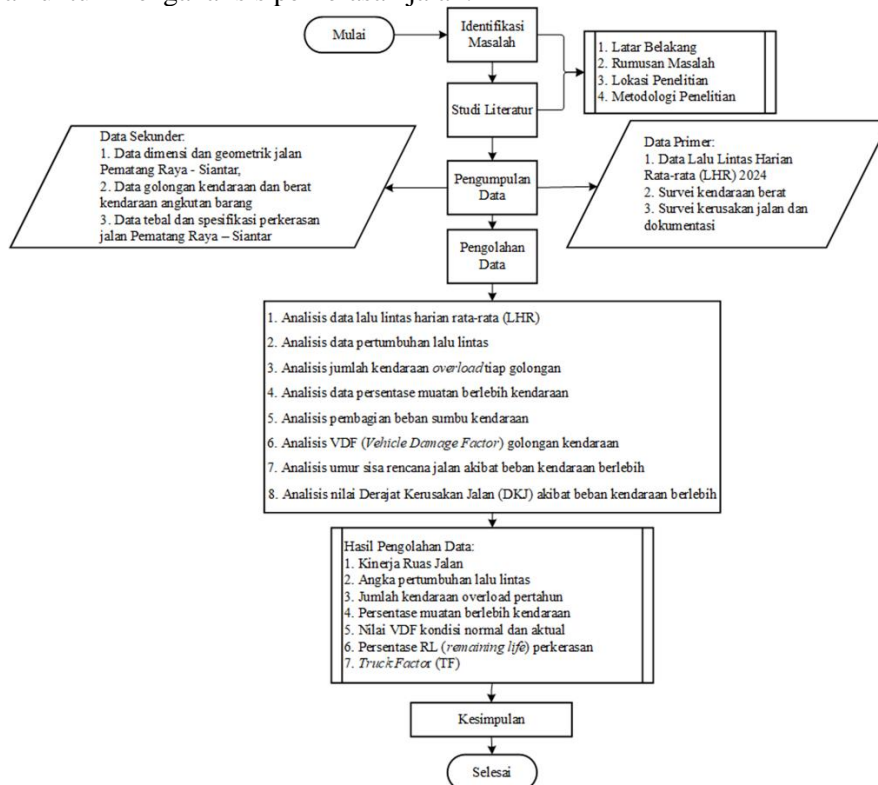 Mulai
Identifikasi
Masalah
1. Latar Belakang
2. Rumusan Masalah
3. Lokasi Penelitian
4. Metodologi Penelitian
Studi Literatur
Data Sekunder:
1. Data dimensi dan geometrik jalan
Pematang Raya - Siantar,
2. Data golongan kendaraan dan berat
kendaraan angkutan barang
3. Data tebal dan spesifikasi perkerasan
jalan Pematang Raya – Siantar
Pengumpulan
Data
Data Primer:
1. Data Lalu Lintas Harian
Rata-rata (LHR) 2024
2. Survei kendaraan berat
3. Survei kerusakan jalan dan
dokumentasi
Pengolahan
Data
1. Analisis data lalu lintas harian rata-rata (LHR)
2. Analisis data pertumbuhan lalu lintas
3. Analisis jumlah kendaraan overload tiap golongan
4. Analisis data persentase muatan berlebih kendaraan
5. Analisis pembagian beban sumbu kendaraan
6. Analisis VDF (Vehicle Damage Factor) golongan kendaraan
7. Analisis umur sisa rencana jalan akibat beban kendaraan berlebih
8. Analisis nilai Derajat Kerusakan Jalan (DKJ) akibat beban kendaraan berlebih
Hasil Pengolahan Data:
1. Kinerja Ruas Jalan
2. Angka pertumbuhan lalu lintas
3. Jumlah kendaraan overload pertahun
4. Persentase muatan berlebih kendaraan
5. Nilai VDF kondisi normal dan aktual
6. Persentase RL (remaining life) perkerasan
7. Truck Factor (TF)
Kesimpulan
Selesai